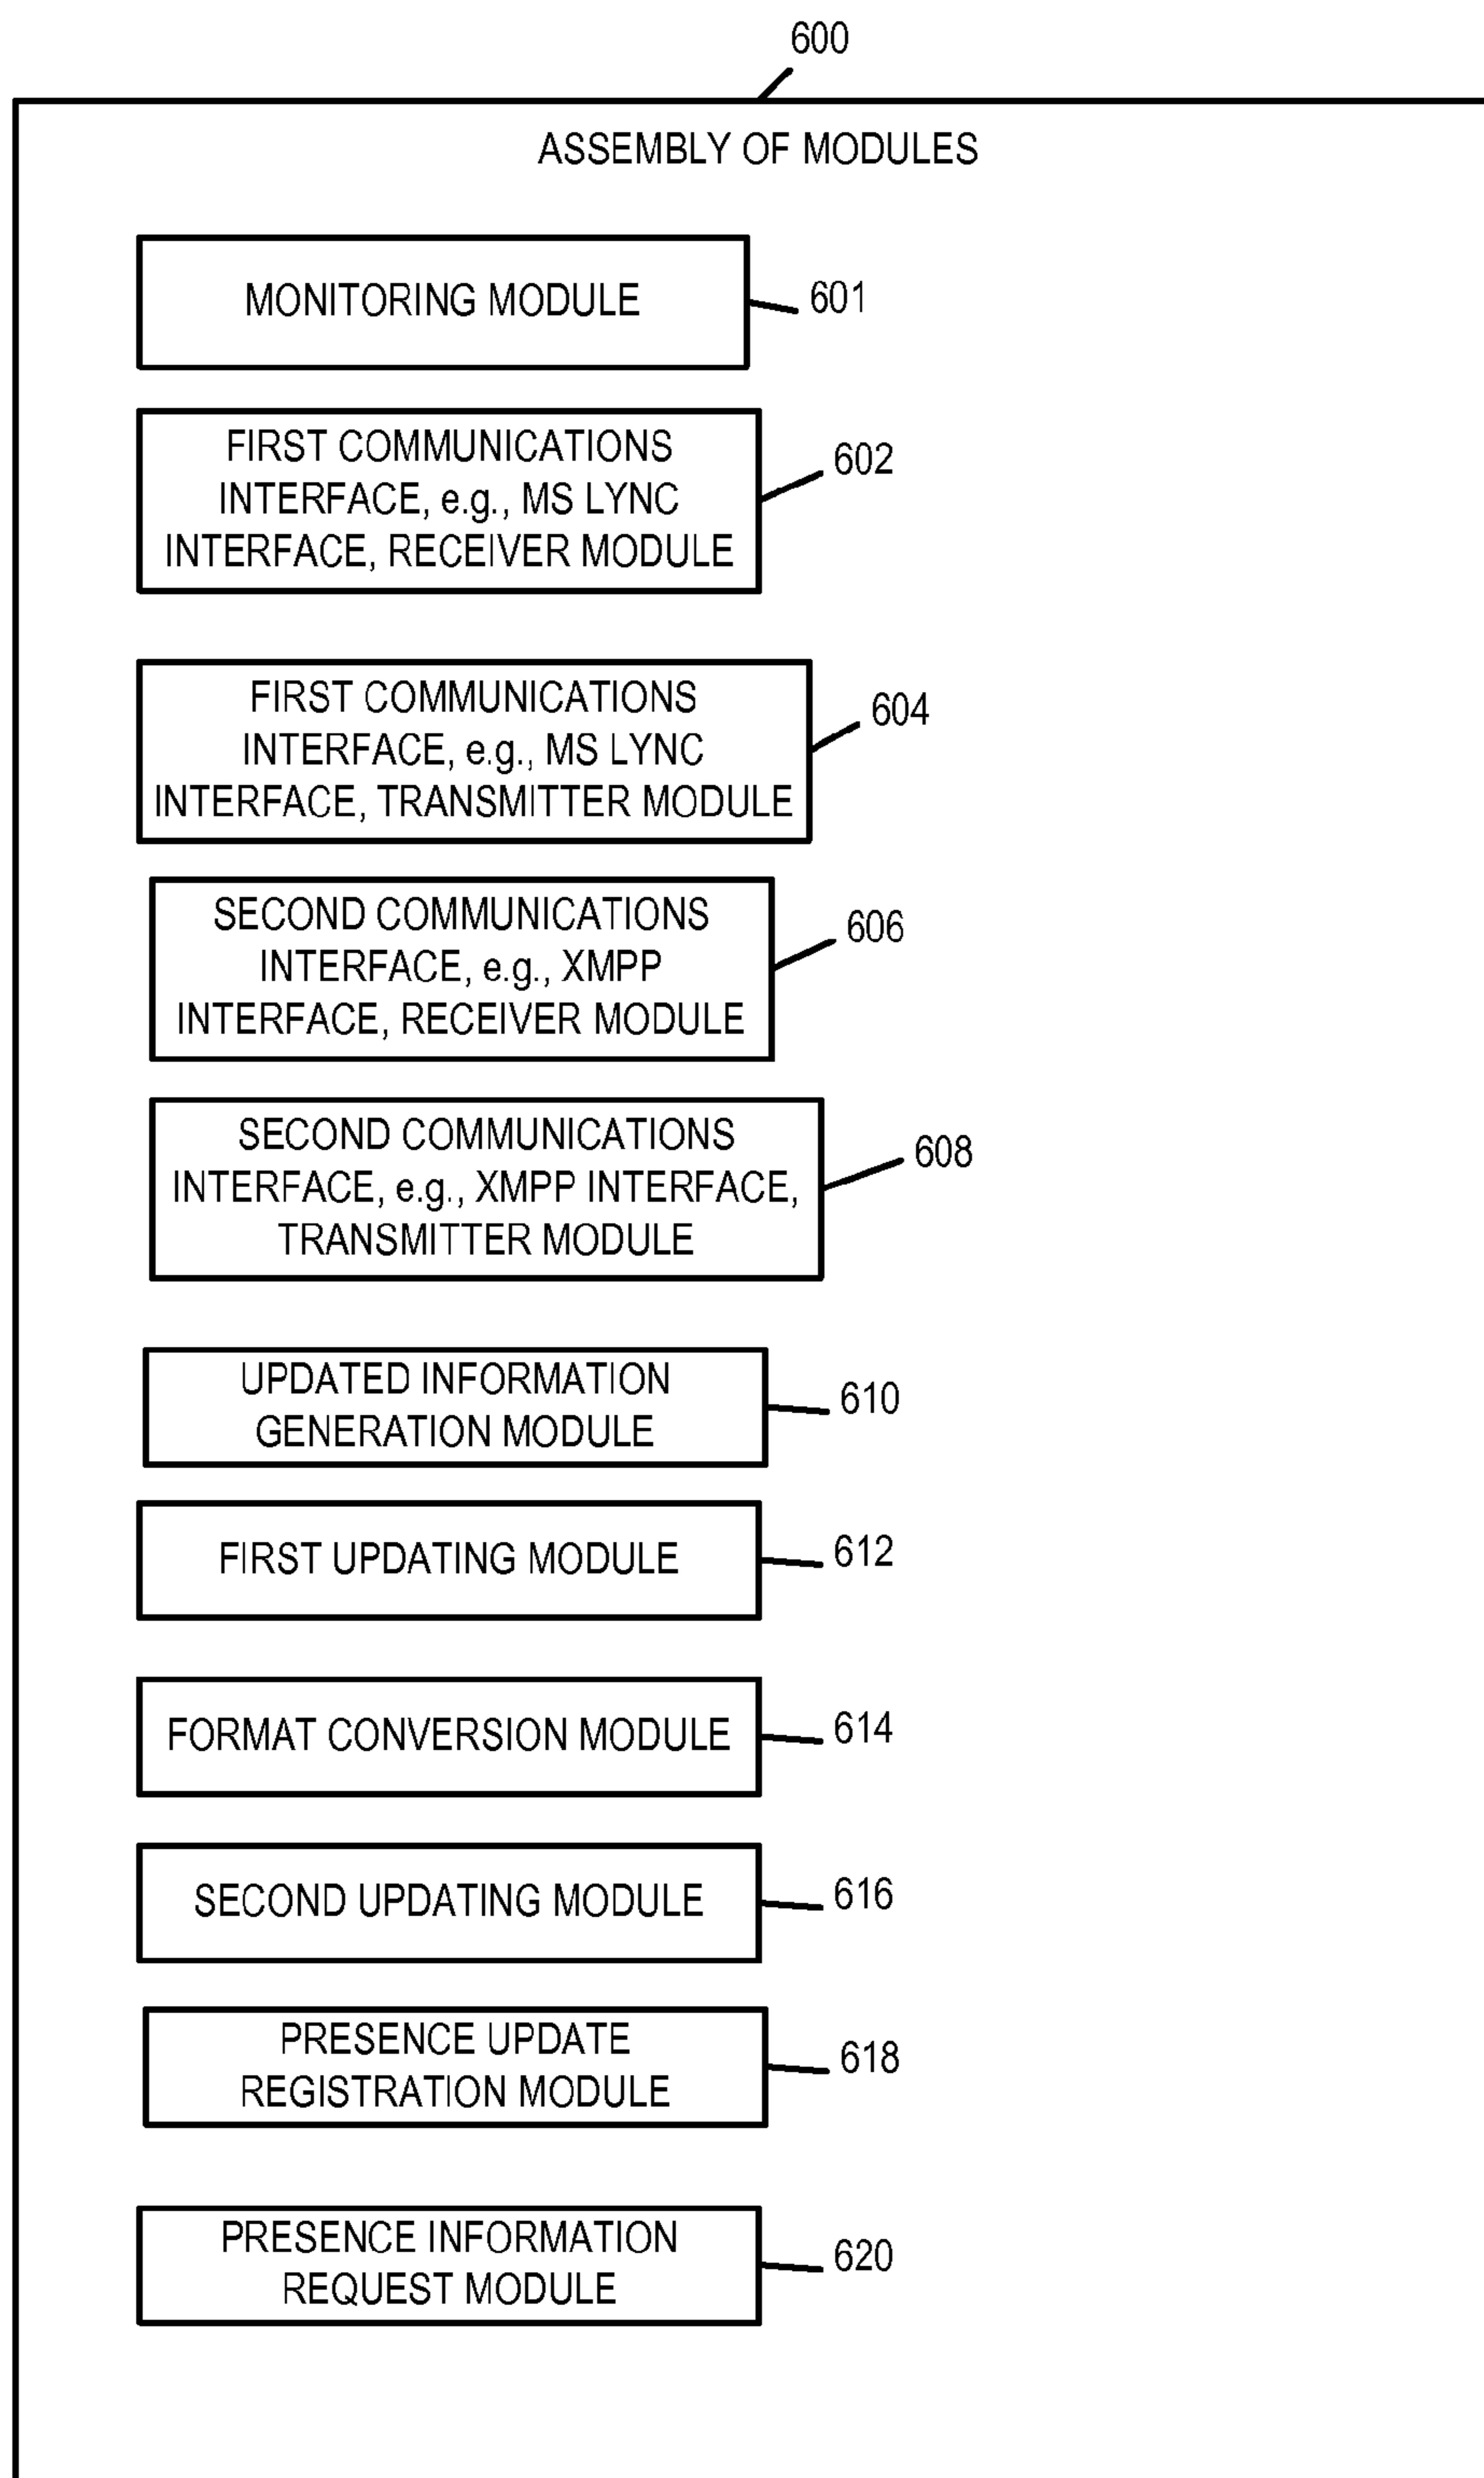 600
ASSEMBLY OF MODULES
MONITORING MODULE
601
FIRST COMMUNICATIONS
INTERFACE, e.g., MS LYNC
INTERFACE, RECEIVER MODULE
602
FIRST COMMUNICATIONS
INTERFACE, e.g., MS LYNC
INTERFACE, TRANSMITTER MODULE
604
SECOND COMMUNICATIONS
INTERFACE, e.g., XMPP
INTERFACE, RECEIVER MODULE
606
SECOND COMMUNICATIONS
INTERFACE, e.g., XMPP INTERFACE,
TRANSMITTER MODULE
608
UPDATED INFORMATION
GENERATION MODULE
610
FIRST UPDATING MODULE
612
FORMAT CONVERSION MODULE
614
SECOND UPDATING MODULE
616
PRESENCE UPDATE
REGISTRATION MODULE
618
PRESENCE INFORMATION
REQUEST MODULE
620